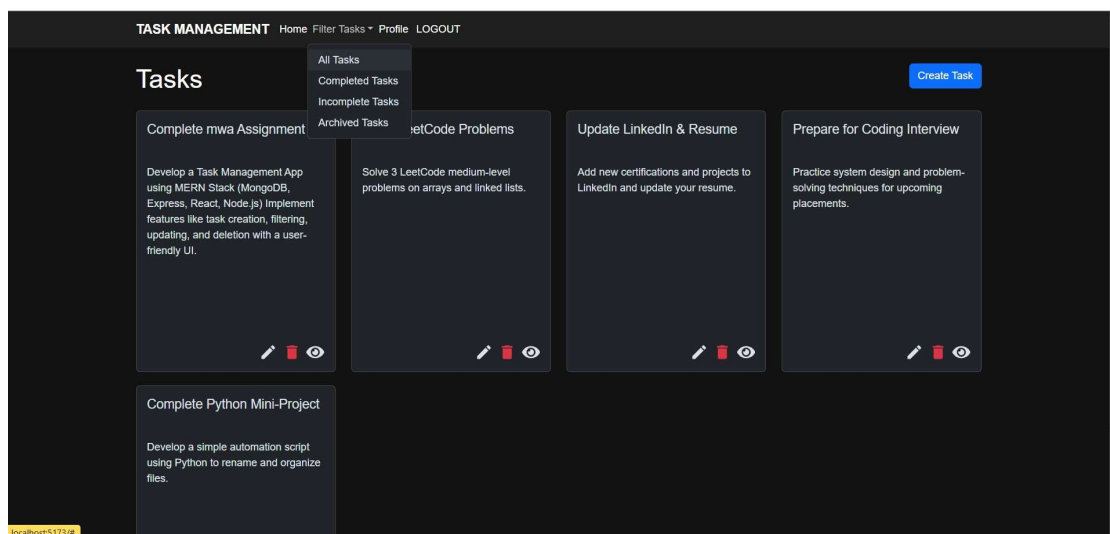 TASK MANAGEMENT Home Filter Tasks Profile LOGOUT
All Tasks
Completed Tasks
Incomplete Tasks
Archived Tasks
Tasks
Create Task
Complete mwa Assignment
Develop a Task Management App
using MERN Stack (MongoDB,
Express, React, Node.js) Implement
features like task creation, filtering,
updating, and deletion with a user-
friendly UI.
Problems
Solve 3 LeetCode medium-level
problems on arrays and linked lists.
Update LinkedIn & Resume
Add new certifications and projects to
LinkedIn and update your resume.
Prepare for Coding Interview
Practice system design and problem-
solving techniques for upcoming
placements.
Complete Python Mini-Project
Develop a simple automation script
using Python to rename and organize
files.
localhost:5173/#